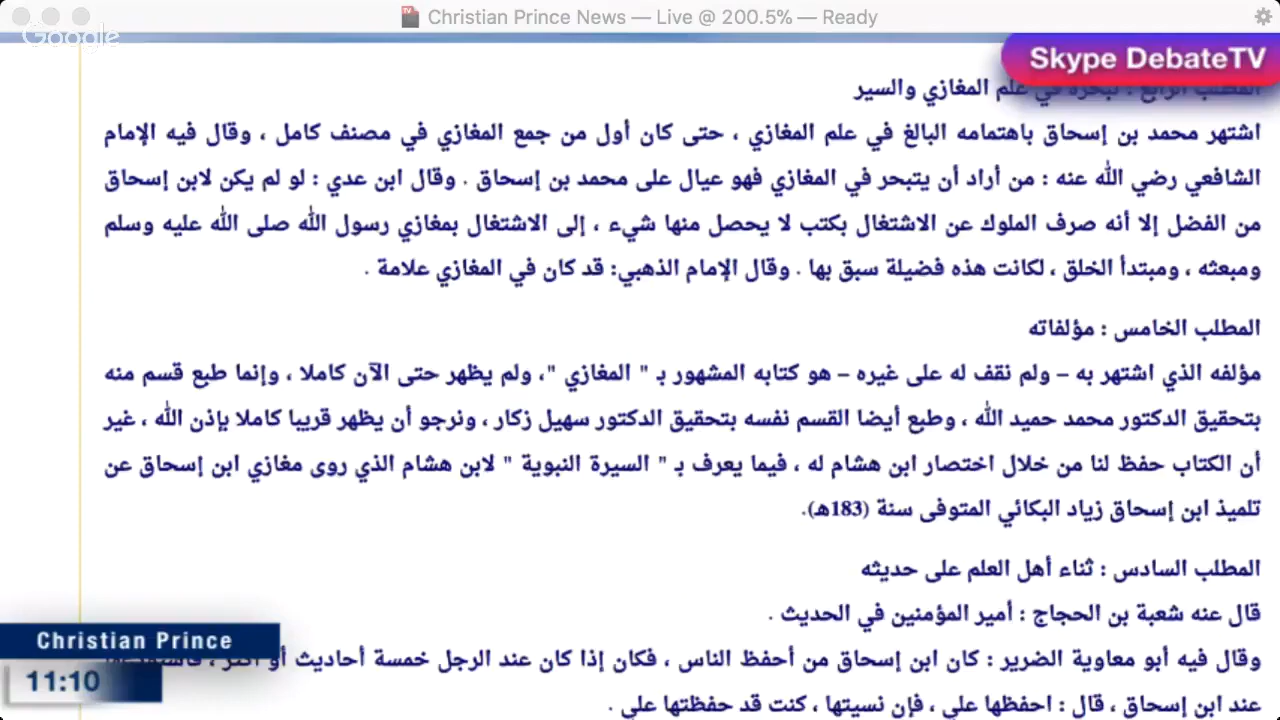 Christian Prince News — Live @ 200.5% — Ready
Google
Skype DebateTV
علم المغازي والسير
اشتهر محمد بن إسحاق باهتمامه البالغ في علم المغازي ، حتى كان أول من جمع المغازي في مصنف كامل ، وقال فيه الإمام
الشافعي رضي الله عنه : من أراد أن يتبحر في المغازي فهو عيال على محمد بن إسحاق . وقال ابن عدي : لو لم يكن لابن إسحاق
من الفضل إلا أنه صرف الملوك عن الاشتغال بكتب لا يحصل منها شيء ، إلى الاشتغال بمغازي رسول الله صلى الله عليه وسلم
ومبعثه ، ومبتدأ الخلق ، لكانت هذه فضيلة سبق بها . وقال الإمام الذهبي: قد كان في المغازي علامة .
المطلب الخامس : مؤلفاته
مؤلفه الذي اشتهر به – ولم نقف له على غيره – هو كتابه المشهور بـ " المغازي "، ولم يظهر حتى الآن كاملا ، وإنما طبع قسم منه
بتحقيق الدكتور محمد حميد الله ، وطبع أيضا القسم نفسه بتحقيق الدكتور سهيل زكار ، ونرجو أن يظهر قريبا كاملا بإذن الله ، غير
أن الكتاب حفظ لنا من خلال اختصار ابن هشام له ، فيما يعرف بـ " السيرة النبوية " لابن هشام الذي روى مغازي ابن إسحاق عن
تلميذ ابن إسحاق زياد البكائي المتوفى سنة (183هـ).
المطلب السادس : ثناء أهل العلم على حديثه
قال عنه شعبة بن الحجاج : أمير المؤمنين في الحديث .
وقال فيه أبو معاوية الضرير : كان ابن إسحاق من أحفظ الناس ، فكان إذا كان عند الرجل خمسة أحاديث أو أكثر ،
عند ابن إسحاق ، قال : احفظها علي ، فإن نسيتها ، كنت قد حفظتها علي .
Christian Prince
11:10